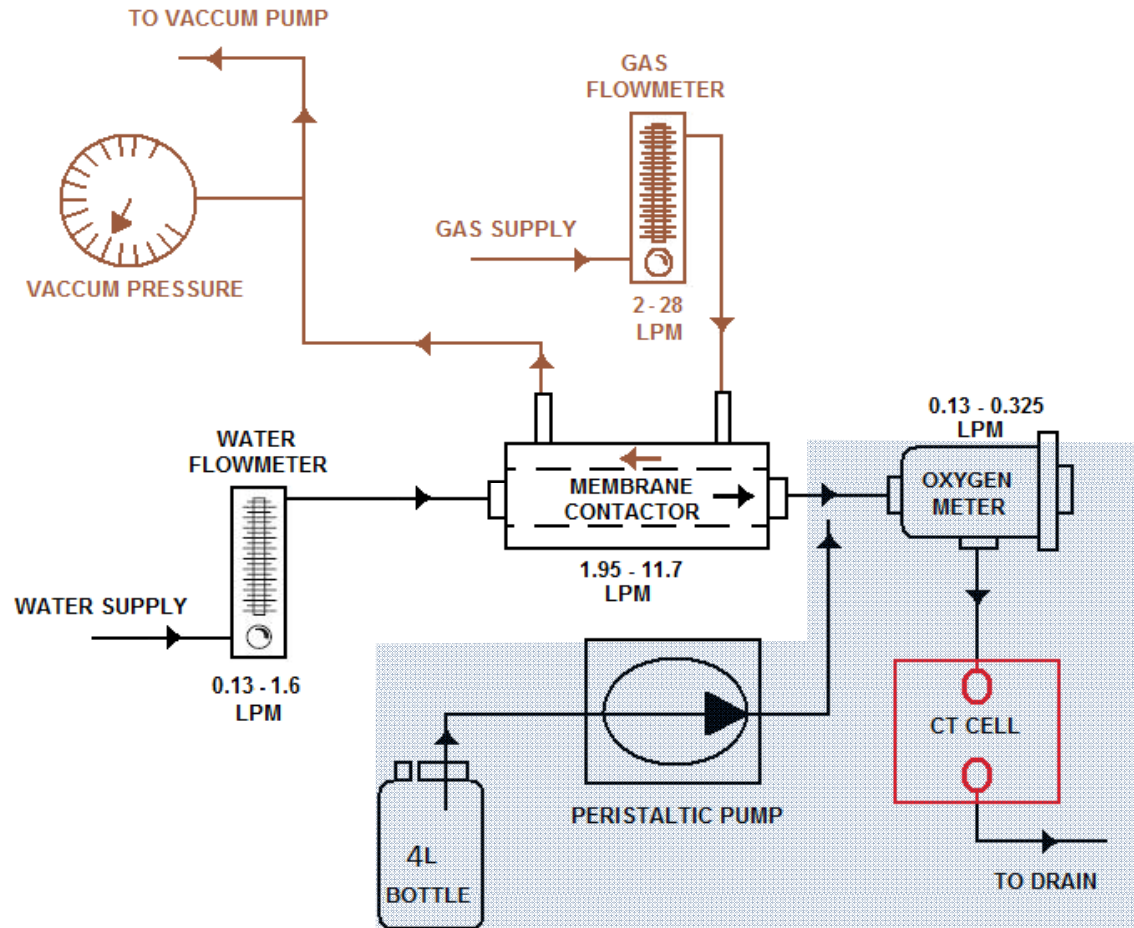 TO VACCUM PUMP
GAS
FLOWMETER
GAS SUPPLY
VACCUM PRESSURE
2 - 28
LPM
0.13 - 0.325
LPM
WATER
FLOWMETER
MEMBRANE
CONTACTOR
OXYGEN
METER
1.95 - 11.7
LPM
WATER SUPPLY
0.13 - 1.6
LPM
CT CELL
PERISTALTIC PUMP
4L
BOTTLE
TO DRAIN